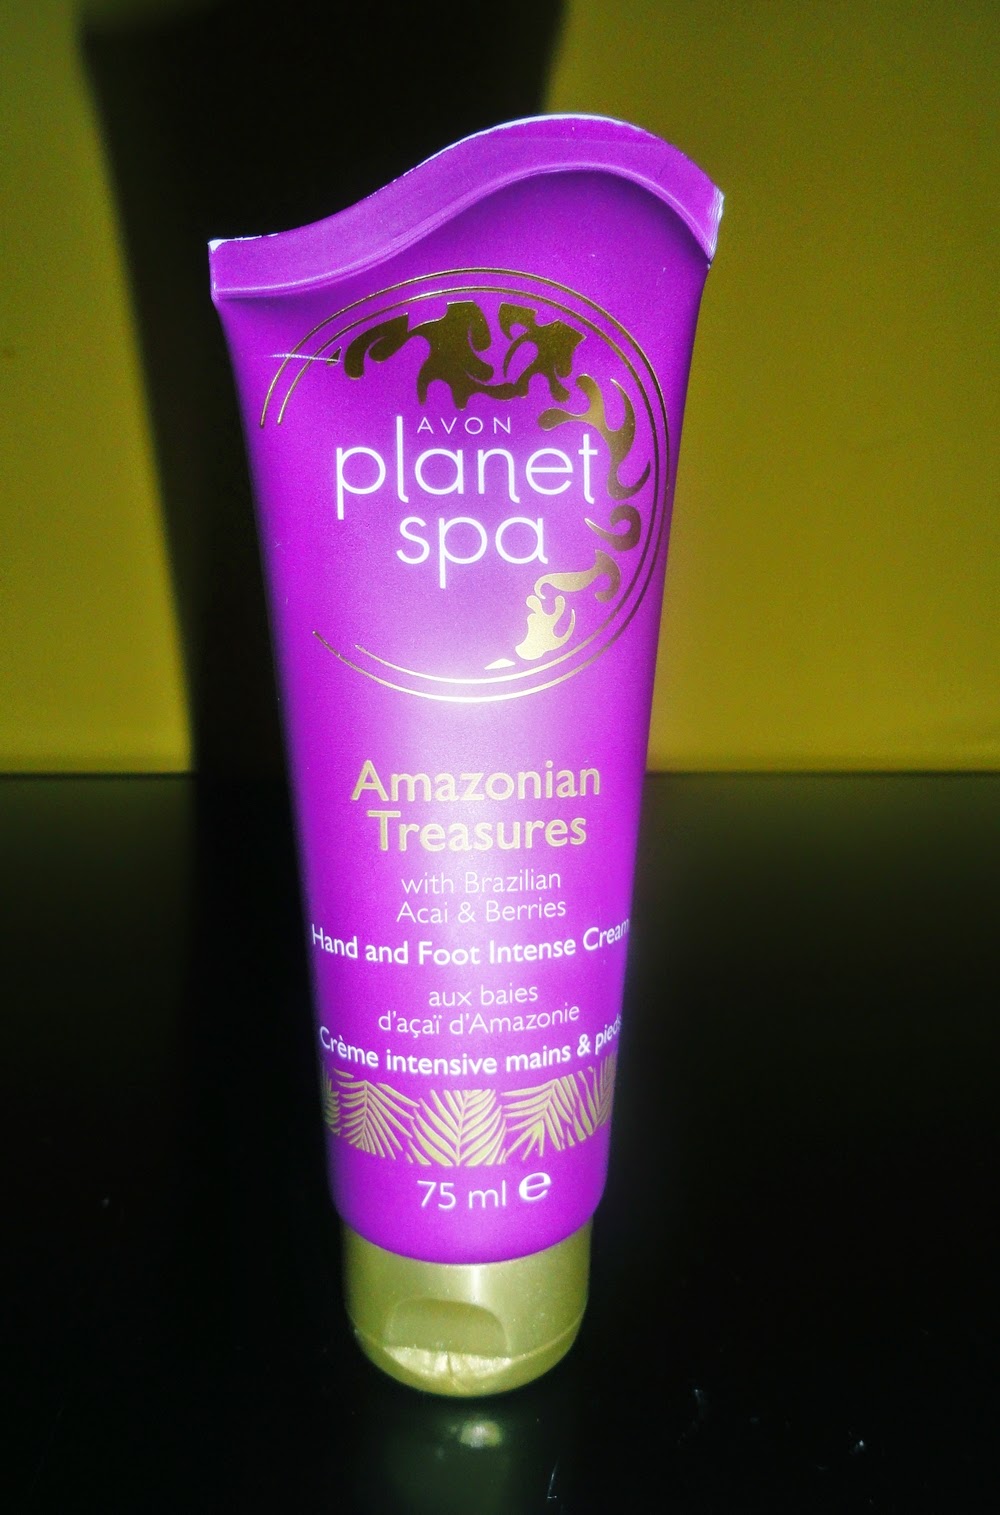 AVON
planet
spa
Amazonian
Treasures
with Brazilian
Acai & Berries
Hand and Foot Intense Cream
aux baies
d'açaï d'Amazonie
Crème intensive mains & pieds
75 ml ℮